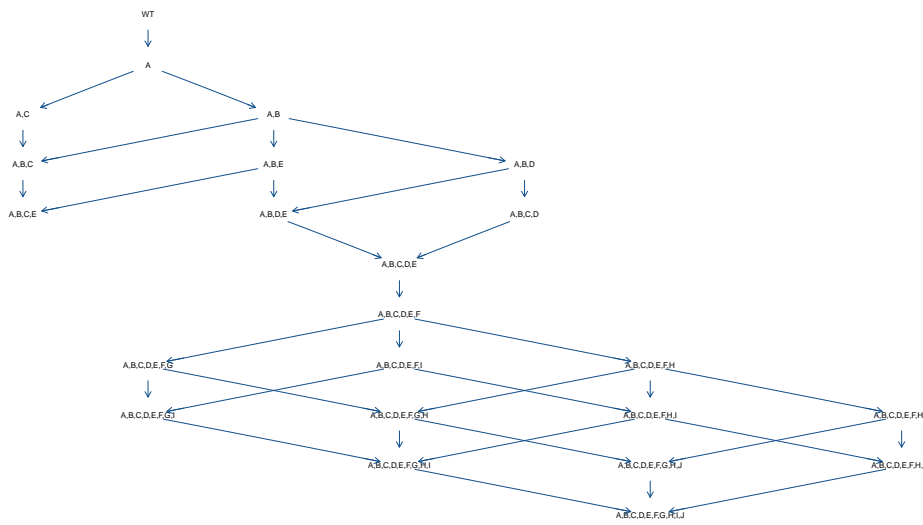 WT
A
A,C
A,B
A,B,C
A,B,E
A,B,D
A,B,C,E
A,B,D,E
A,B,C,D
A,B,C,D,E
A,B,C,D,E,F
A,B,C,D,E,F,G
A,B,C,D,E,F,I
A,B,C,D,E,F,H
A,B,C,D,E,F,G,I
A,B,C,D,E,F,G,H
A,B,C,D,E,F,H,I
A,B,C,D,E,F,H
A,B,C,D,E,F,G,H,I
A,B,C,D,E,F,G,H,J
A,B,C,D,E,F,H,
A,B,C,D,E,F,G,H,I,J